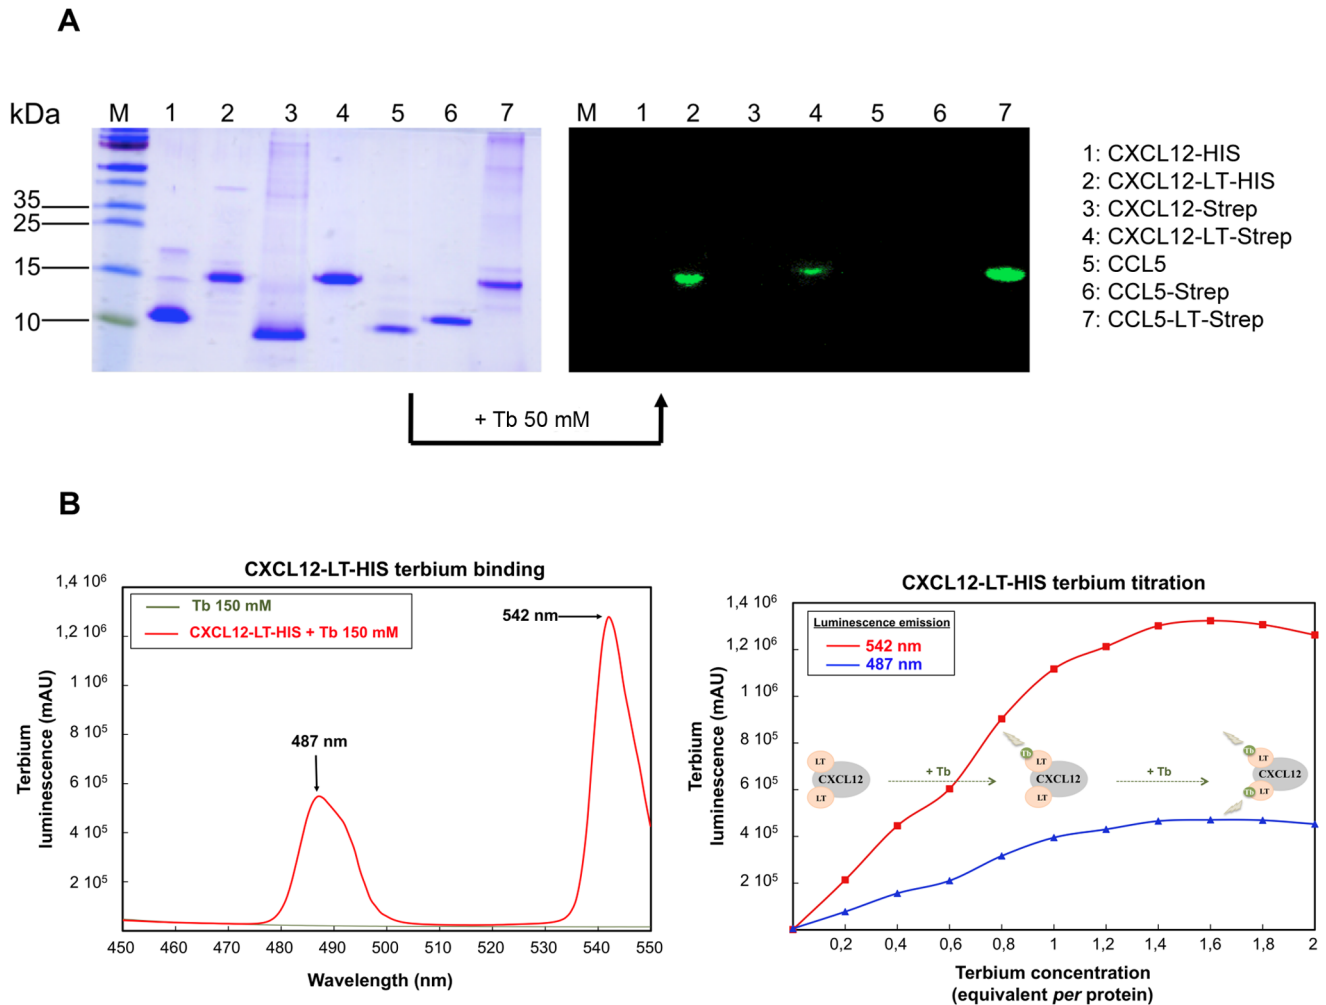 A
kDa M 1 2 3 4 5 6 7
M 1 2 3 4 5 6 7
35
25
15
10
1: CXCL12-HIS
2: CXCL12-LT-HIS
3: CXCL12-Strep
4: CXCL12-LT-Strep
5: CCL5
6: CCL5-Strep
7: CCL5-LT-Strep
+ Tb 50 mM
B
CXCL12-LT-HIS terbium binding
Terbium
luminescence (mAU)
1,4 10⁶
1,2 10⁶
1 10⁶
8 10⁵
6 10⁵
4 10⁵
2 10⁵
Tb 150 mM
CXCL12-LT-HIS + Tb 150 mM
542 nm
487 nm
450 460 470 480 490 500 510 520 530 540 550
Wavelength (nm)
CXCL12-LT-HIS terbium titration
Terbium
luminescence (mAU)
1,4 10⁶
1,2 10⁶
1 10⁶
8 10⁵
6 10⁵
4 10⁵
2 10⁵
Luminescence emission
542 nm
487 nm
LT
CXCL12
LT
+ Tb
Tb
LT
CXCL12
LT
+ Tb
Tb
LT
CXCL12
Tb
LT
0,2 0,4 0,6 0,8 1 1,2 1,4 1,6 1,8 2
Terbium concentration
(equivalent per protein)